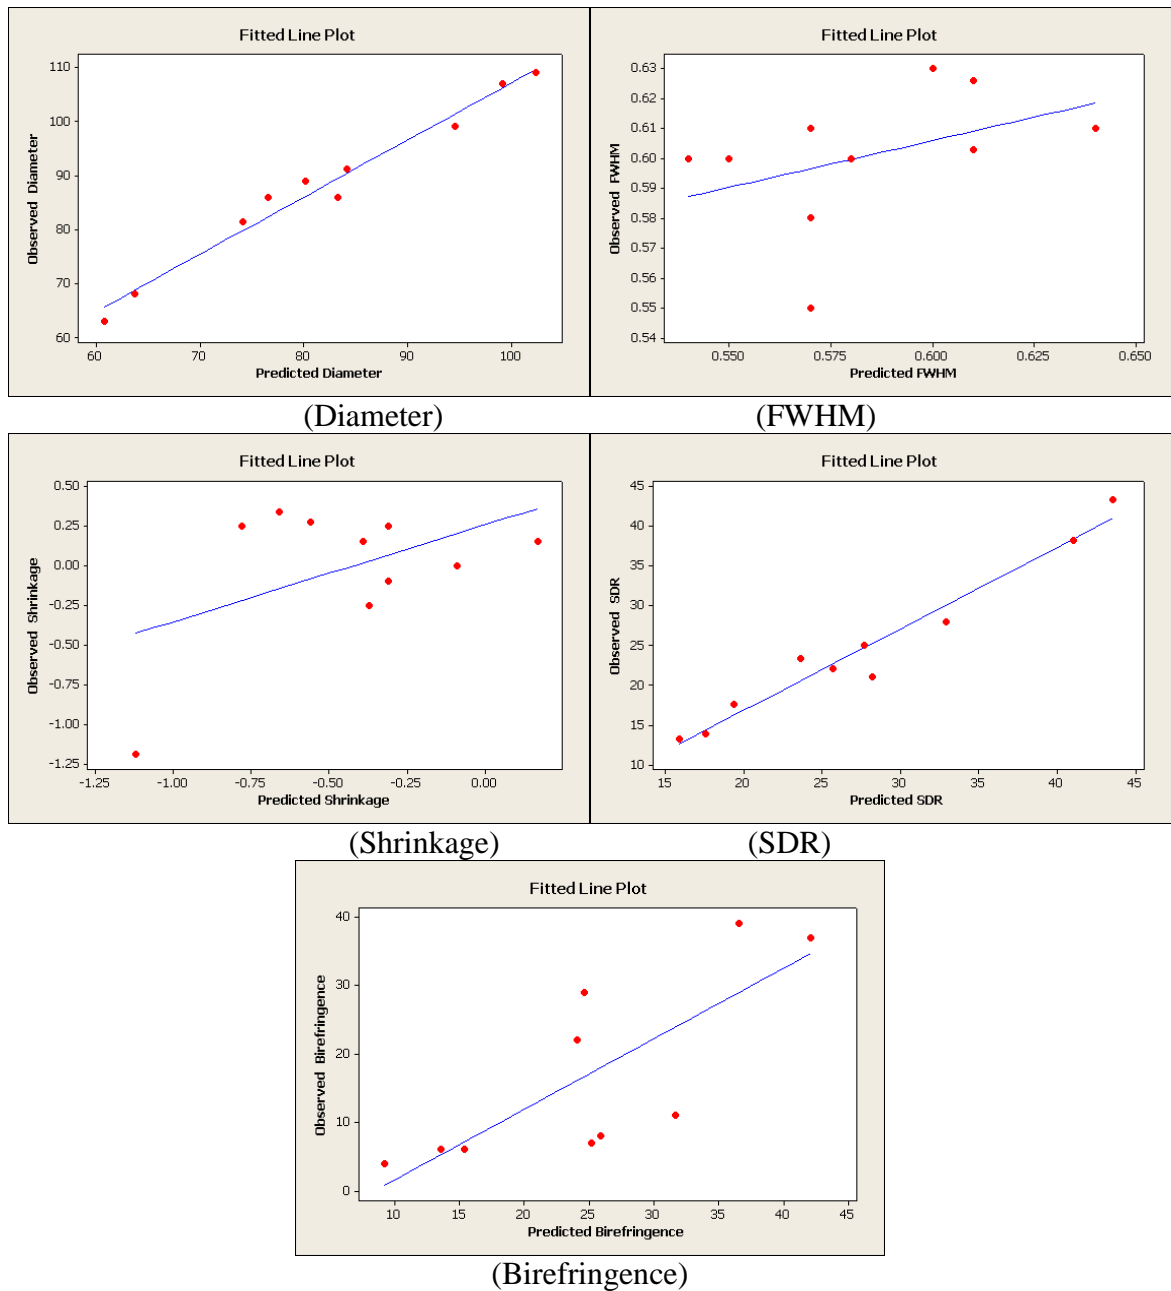 Fitted Line Plot
Observed Diameter
110
100
90
80
70
60
60 70 80 90 100
Predicted Diameter
(Diameter)
Fitted Line Plot
Observed FWHM
0.63
0.62
0.61
0.60
0.59
0.58
0.57
0.56
0.55
0.54
0.550 0.575 0.600 0.625 0.650
Predicted FWHM
(FWHM)
Fitted Line Plot
Observed Shrinkage
0.50
0.25
0.00
-0.25
-0.50
-0.75
-1.00
-1.25
-1.25 -1.00 -0.75 -0.50 -0.25 0.00
Predicted Shrinkage
(Shrinkage)
Fitted Line Plot
Observed SDR
45
40
35
30
25
20
15
10
15 20 25 30 35 40 45
Predicted SDR
(SDR)
Fitted Line Plot
Observed Birefringence
40
30
20
10
0
10 15 20 25 30 35 40 45
Predicted Birefringence
(Birefringence)